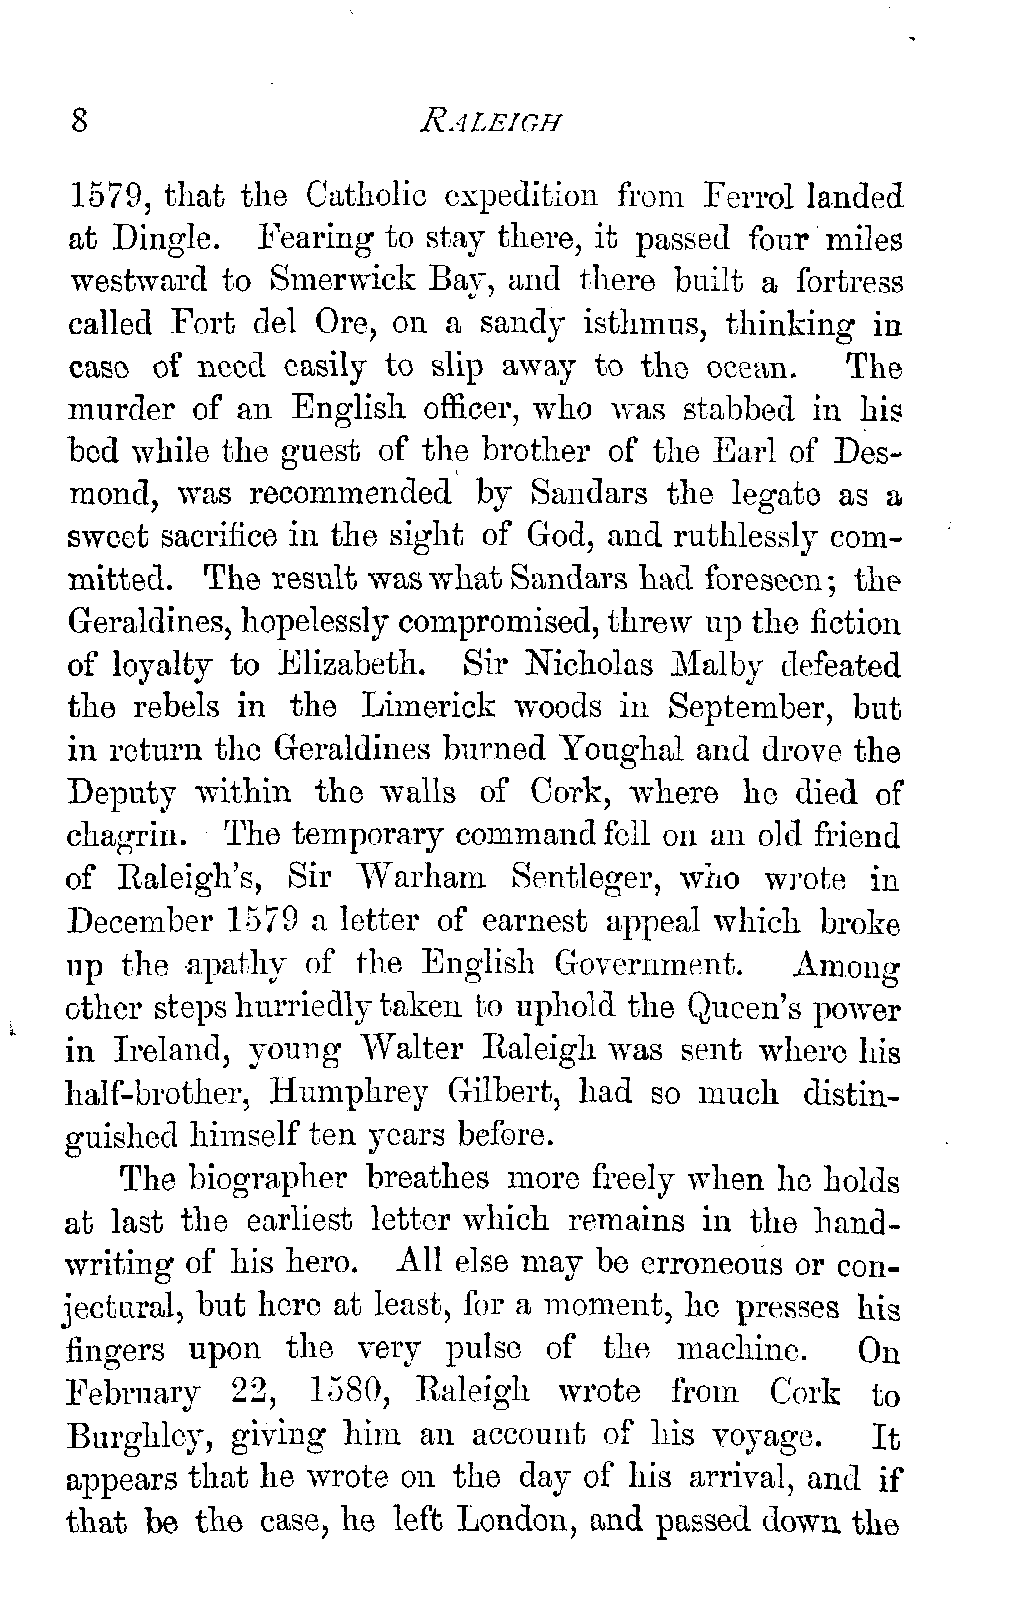 8 RALEIGH
1579, that the Catholic expedition from Ferrol landed
at Dingle. Fearing to stay there, it passed four miles
westward to Smerwick Bay, and there built a fortress
called Fort del Ore, on a sandy isthmus, thinking in
case of need easily to slip away to the ocean. The
murder of an English officer, who was stabbed in his
bed while the guest of the brother of the Earl of Des-
mond, was recommended by Sandars the legate as a
sweet sacrifice in the sight of God, and ruthlessly com-
mitted. The result was what Sandars had foreseen; the
Geraldines, hopelessly compromised, threw up the fiction
of loyalty to Elizabeth. Sir Nicholas Malby defeated
the rebels in the Limerick woods in September, but
in return the Geraldines burned Youghal and drove the
Deputy within the walls of Cork, where he died of
chagrin. The temporary command fell on an old friend
of Raleigh's, Sir Warham Sentleger, who wrote in
December 1579 a letter of earnest appeal which broke
up the apathy of the English Government. Among
other steps hurriedly taken to uphold the Queen's power
in Ireland, young Walter Raleigh was sent where his
half-brother, Humphrey Gilbert, had so much distin-
guished himself ten years before.
The biographer breathes more freely when he holds
at last the earliest letter which remains in the hand-
writing of his hero. All else may be erroneous or con-
jectural, but here at least, for a moment, he presses his
fingers upon the very pulse of the machine. On
February 22, 1580, Raleigh wrote from Cork to
Burghley, giving him an account of his voyage. It
appears that he wrote on the day of his arrival, and if
that be the case, he left London, and passed down the